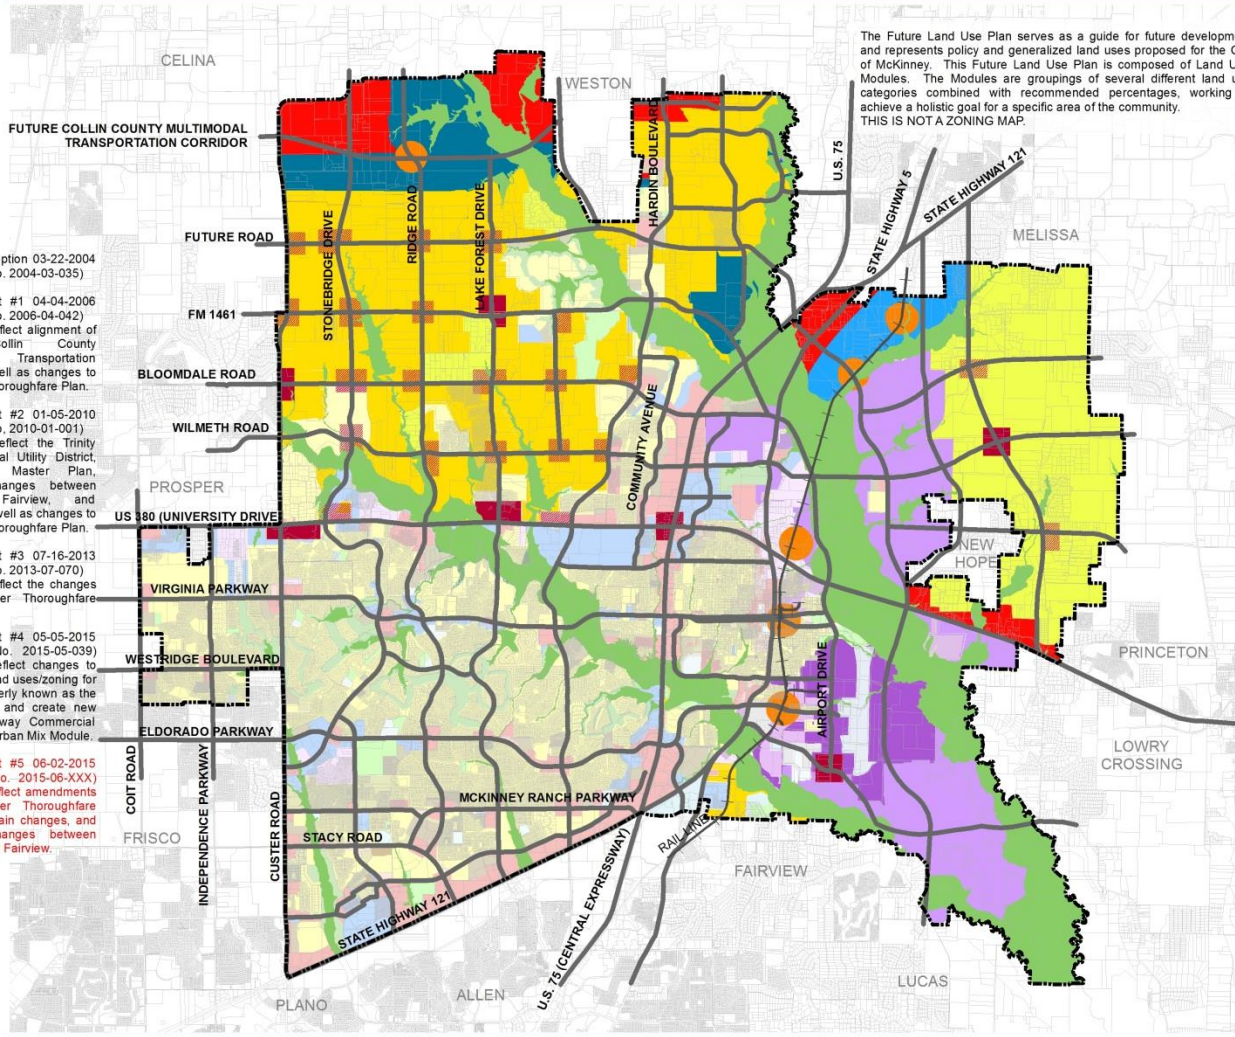 The Future Land Use Plan serves as a guide for future developm
and represents policy and generalized land uses proposed for the C
of McKinney. This Future Land Use Plan is composed of Land U
Modules. The Modules are groupings of several different land u
categories combined with recommended percentages, working
achieve a holistic goal for a specific area of the community.
THIS IS NOT A ZONING MAP.
CELINA
WESTON
FUTURE COLLIN COUNTY MULTIMODAL
TRANSPORTATION CORRIDOR
HARDIN BOULEVARD
U.S. 75
STATE HIGHWAY 5
STATE HIGHWAY 121
MELISSA
STONEBRIDGE DRIVE
RIDGE ROAD
LAKE FOREST DRIVE
FUTURE ROAD
ption 03-22-2004
o. 2004-03-035)
t #1 04-04-2006
o. 2006-04-042)
flect alignment of
ollin County
Transportation
ell as changes to
oroughfare Plan.
FM 1461
BLOOMDALE ROAD
t #2 01-05-2010
o, 2010-01-001)
eflect the Trinity
al Utility District,
Master Plan,
anges between
Fairview, and
well as changes to
oroughfare Plan.
WILMETH ROAD
COMMUNITY AVENUE
PROSPER
US 380 (UNIVERSITY DRIVE)
NEW
HOPE
t #3 07-16-2013
o. 2013-07-070)
flect the changes
er Thoroughfare
VIRGINIA PARKWAY
t #4 05-05-2015
No. 2015-05-039)
eflect changes to
nd uses/zoning for
erly known as the
and create new
way Commercial
rban Mix Module.
WESTRIDGE BOULEVARD
PRINCETON
AIRPORT DRIVE
ELDORADO PARKWAY
LOWRY
CROSSING
t #5 06-02-2015
o. 2015-06-XXX)
flect amendments
er Thoroughfare
ain changes, and
anges between
Fairview.
COIT ROAD
INDEPENDENCE PARKWAY
CUSTER ROAD
MCKINNEY RANCH PARKWAY
FRISCO
STACY ROAD
RAIL LINE
FAIRVIEW
STATE HIGHWAY 121
U.S. 75 (CENTRAL EXPRESSWAY)
LUCAS
ALLEN
PLANO